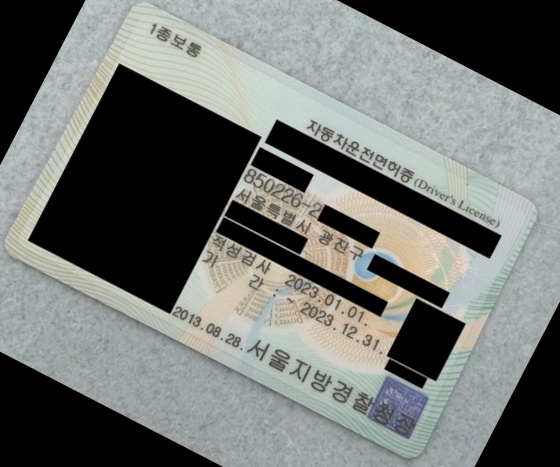 1종보통
자동차운전면허증 (Driver's License)
850226-2
서울특별시 광진구
적성검사 2023.01.01.
기 간 ~ 2023.12.31.
2013.08.28. 서울지방경찰청장